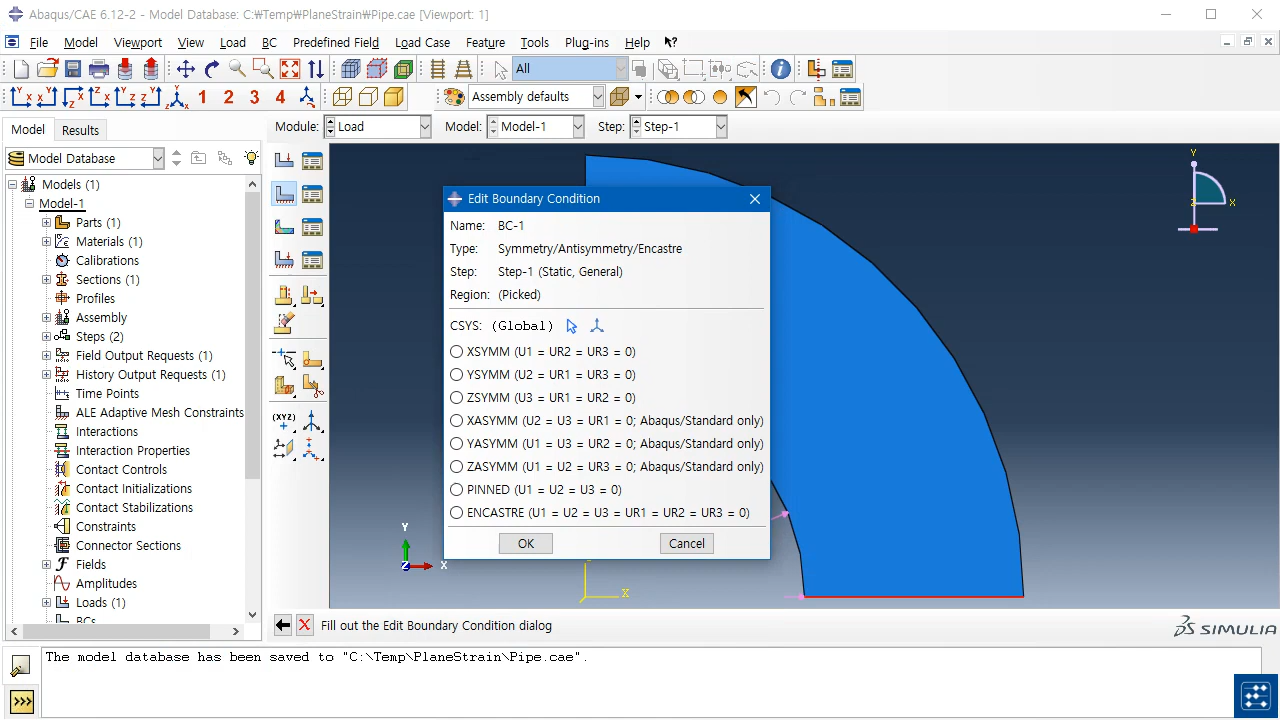 Abaqus/CAE 6.12-2 - Model Database: C:₩Temp₩PlaneStrain₩Pipe.cae [Viewport: 1]
File Model Viewport View Load BC Predefined Field Load Case Feature Tools Plug-ins Help
All
1 2 3 4 Assembly defaults
Model Results Module: Load Model: Model-1 Step: Step-1
Model Database
Models (1)
Model-1
Parts (1)
Materials (1)
Calibrations
Sections (1)
Profiles
Assembly
Steps (2)
Field Output Requests (1)
History Output Requests (1)
Time Points
ALE Adaptive Mesh Constraints
Interactions
Interaction Properties
Contact Controls
Contact Initializations
Contact Stabilizations
Constraints
Connector Sections
Fields
Amplitudes
Loads (1)
BCs
(XYZ)
Edit Boundary Condition
Name: BC-1
Type: Symmetry/Antisymmetry/Encastre
Step: Step-1 (Static, General)
Region: (Picked)
CSYS: (Global)
XSYMM (U1 = UR2 = UR3 = 0)
YSYMM (U2 = UR1 = UR3 = 0)
ZSYMM (U3 = UR1 = UR2 = 0)
XASYMM (U2 = U3 = UR1 = 0; Abaqus/Standard only)
YASYMM (U1 = U3 = UR2 = 0; Abaqus/Standard only)
ZASYMM (U1 = U2 = UR3 = 0; Abaqus/Standard only)
PINNED (U1 = U2 = U3 = 0)
ENCASTRE (U1 = U2 = U3 = UR1 = UR2 = UR3 = 0)
OK Cancel
Y
Z X
Y
Z X
X
Fill out the Edit Boundary Condition dialog
SIMULIA
The model database has been saved to "C:\Temp\PlaneStrain\Pipe.cae".
>>>